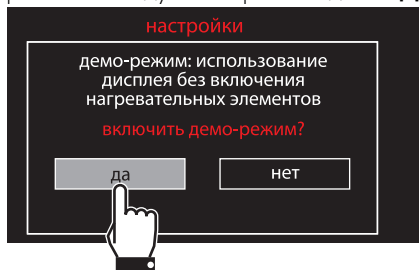 настройки
демо-режим: использование
дисплея без включения
нагревательных элементов
включить демо-режим?
да
нет